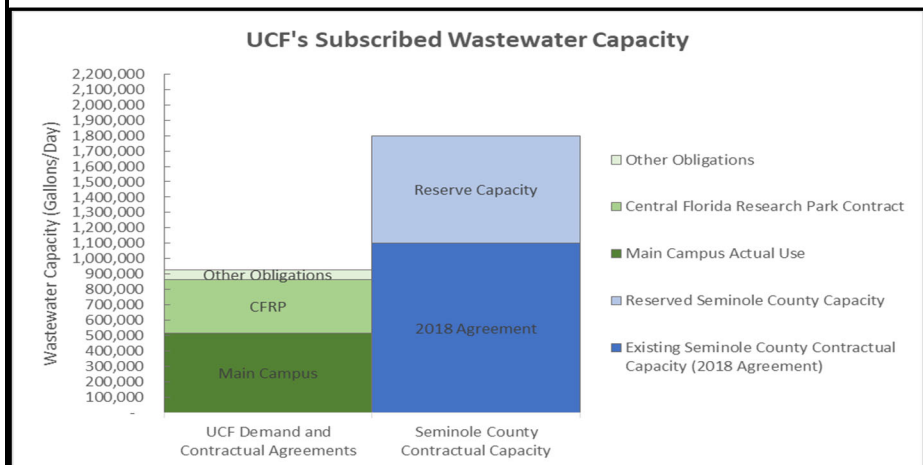 UCF's Subscribed Wastewater Capacity
Wastewater Capacity (Gallons/Day)
2,200,000
2,100,000
2,000,000
1,900,000
1,800,000
1,700,000
1,600,000
1,500,000
1,400,000
1,300,000
1,200,000
1,100,000
1,000,000
900,000
800,000
700,000
600,000
500,000
400,000
300,000
200,000
100,000
-
Other Obligations
CFRP
Main Campus
Reserve Capacity
2018 Agreement
UCF Demand and
Contractual Agreements
Seminole County
Contractual Capacity
Other Obligations
Central Florida Research Park Contract
Main Campus Actual Use
Reserved Seminole County Capacity
Existing Seminole County Contractual
Capacity (2018 Agreement)